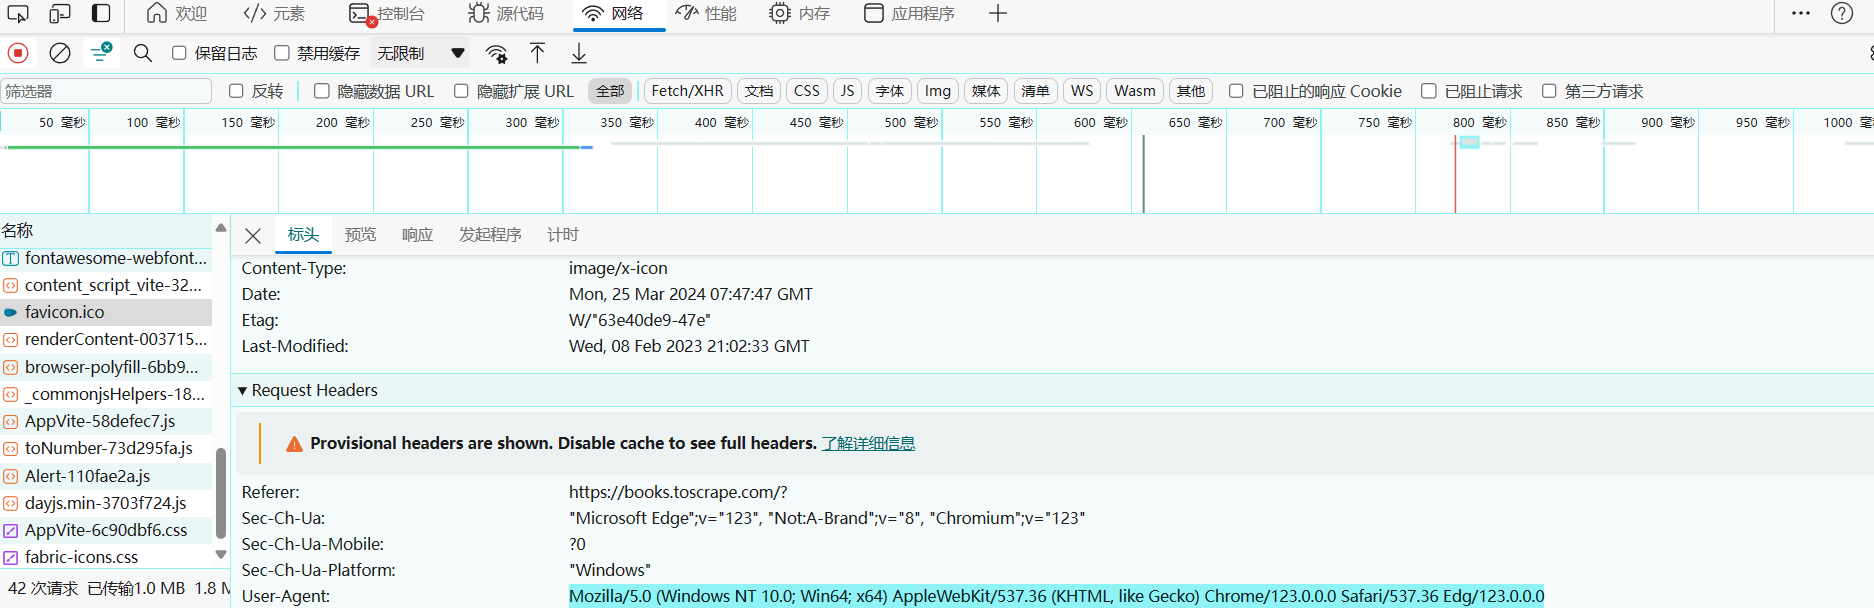 欢迎 元素 控制台 源代码 网络 性能 内存 应用程序
保留日志 禁用缓存 无限制
筛选器 反转 隐藏数据 URL 隐藏扩展 URL 全部 Fetch/XHR 文档 CSS JS 字体 Img 媒体 清单 WS Wasm 其他 已阻止的响应 Cookie 已阻止请求 第三方请求
50 毫秒 100 毫秒 150 毫秒 200 毫秒 250 毫秒 300 毫秒 350 毫秒 400 毫秒 450 毫秒 500 毫秒 550 毫秒 600 毫秒 650 毫秒 700 毫秒 750 毫秒 800 毫秒 850 毫秒 900 毫秒 950 毫秒 1000 毫
名称
fontawesome-webfont...
content_script_vite-32...
favicon.ico
renderContent-003715...
browser-polyfill-6bb9...
_commonjsHelpers-18...
AppVite-58defec7.js
toNumber-73d295fa.js
Alert-110fae2a.js
dayjs.min-3703f724.js
AppVite-6c90dbf6.css
fabric-icons.css
42 次请求 已传输1.0 MB 1.8 M
标头 预览 响应 发起程序 计时
Content-Type: image/x-icon
Date: Mon, 25 Mar 2024 07:47:47 GMT
Etag: W/"63e40de9-47e"
Last-Modified: Wed, 08 Feb 2023 21:02:33 GMT
Request Headers
Provisional headers are shown. Disable cache to see full headers. 了解详细信息
Referer: https://books.toscrape.com/?
Sec-Ch-Ua: "Microsoft Edge";v="123", "Not:A-Brand";v="8", "Chromium";v="123"
Sec-Ch-Ua-Mobile: ?0
Sec-Ch-Ua-Platform: "Windows"
User-Agent: Mozilla/5.0 (Windows NT 10.0; Win64; x64) AppleWebKit/537.36 (KHTML, like Gecko) Chrome/123.0.0.0 Safari/537.36 Edg/123.0.0.0